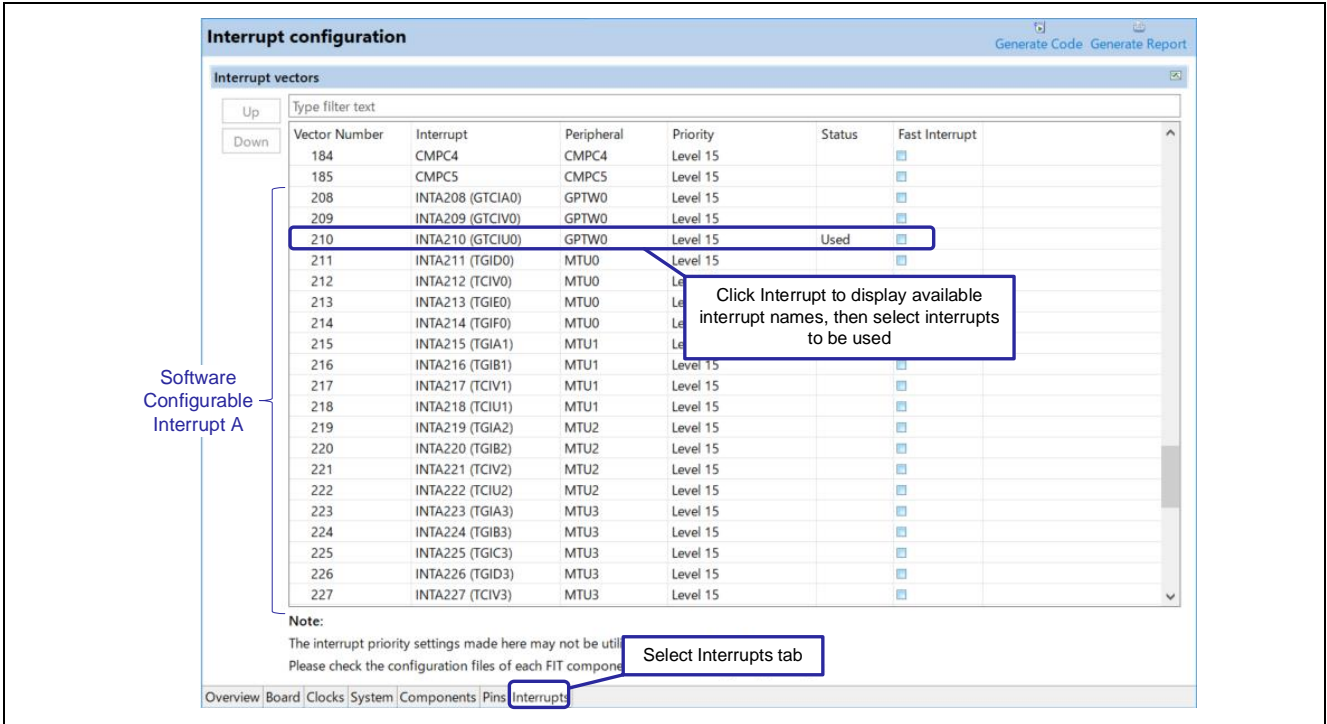 Interrupt configuration
Generate Code Generate Report
Interrupt vectors
Up
Type filter text
Down
Vector Number Interrupt Peripheral Priority Status Fast Interrupt
184 CMPC4 CMPC4 Level 15
185 CMPC5 CMPC5 Level 15
208 INTA208 (GTCIA0) GPTW0 Level 15
209 INTA209 (GTCIV0) GPTW0 Level 15
210 INTA210 (GTCIU0) GPTW0 Level 15 Used
211 INTA211 (TGID0) MTU0 Level 15
212 INTA212 (TCIV0) MTU0
213 INTA213 (TGIE0) MTU0
214 INTA214 (TGIF0) MTU0
215 INTA215 (TGIA1) MTU1
216 INTA216 (TGIB1) MTU1 Level 15
217 INTA217 (TCIV1) MTU1 Level 15
218 INTA218 (TCIU1) MTU1 Level 15
219 INTA219 (TGIA2) MTU2 Level 15
220 INTA220 (TGIB2) MTU2 Level 15
221 INTA221 (TCIV2) MTU2 Level 15
222 INTA222 (TCIU2) MTU2 Level 15
223 INTA223 (TGIA3) MTU3 Level 15
224 INTA224 (TGIB3) MTU3 Level 15
225 INTA225 (TGIC3) MTU3 Level 15
226 INTA226 (TGID3) MTU3 Level 15
227 INTA227 (TCIV3) MTU3 Level 15
Click Interrupt to display available
interrupt names, then select interrupts
to be used
Software
Configurable
Interrupt A
Note:
The interrupt priority settings made here may not be
Please check the configuration files of each FIT
Select Interrupts tab
Overview Board Clocks System Components Pins Interrupts